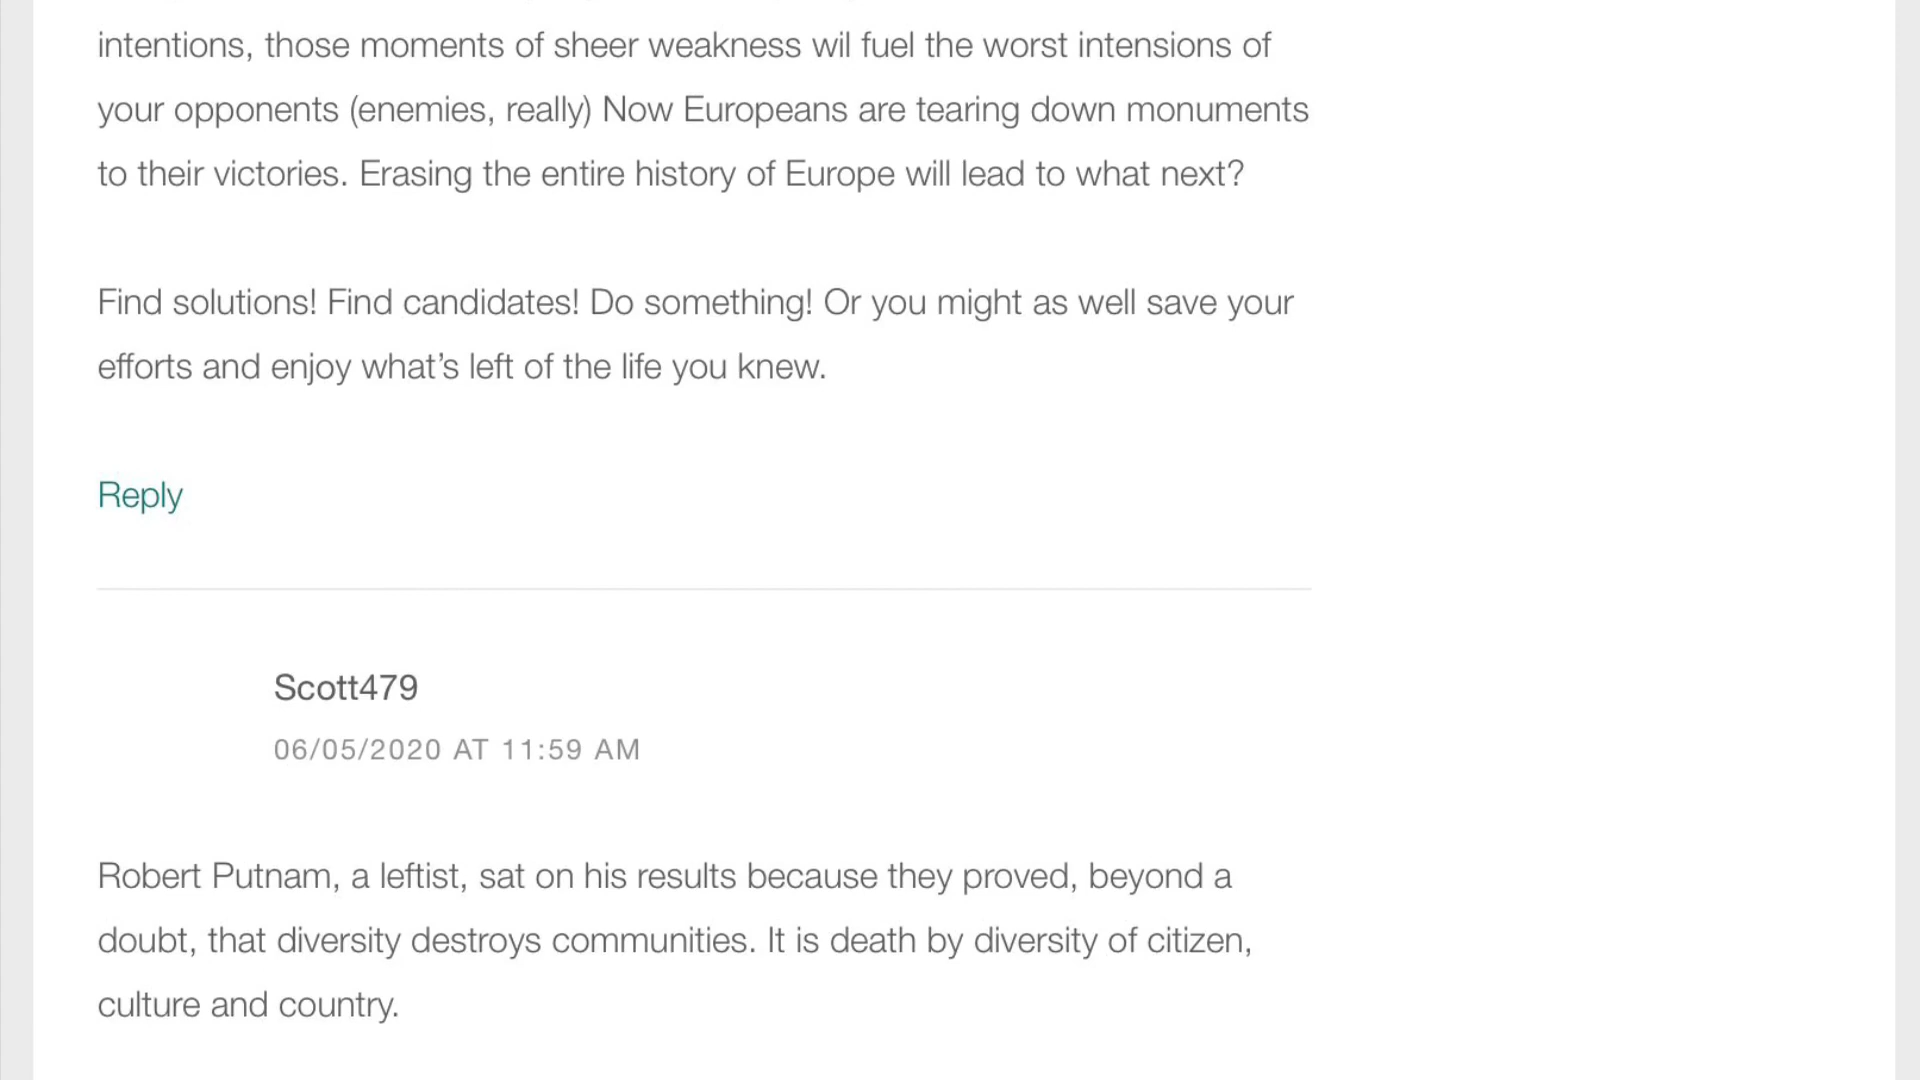 intentions, those moments of sheer weakness wil fuel the worst intensions of
your opponents (enemies, really) Now Europeans are tearing down monuments
to their victories. Erasing the entire history of Europe will lead to what next?
Find solutions! Find candidates! Do something! Or you might as well save your
efforts and enjoy what’s left of the life you knew.
Reply
Scott479
06/05/2020 AT 11:59 AM
Robert Putnam, a leftist, sat on his results because they proved, beyond a
doubt, that diversity destroys communities. It is death by diversity of citizen,
culture and country.